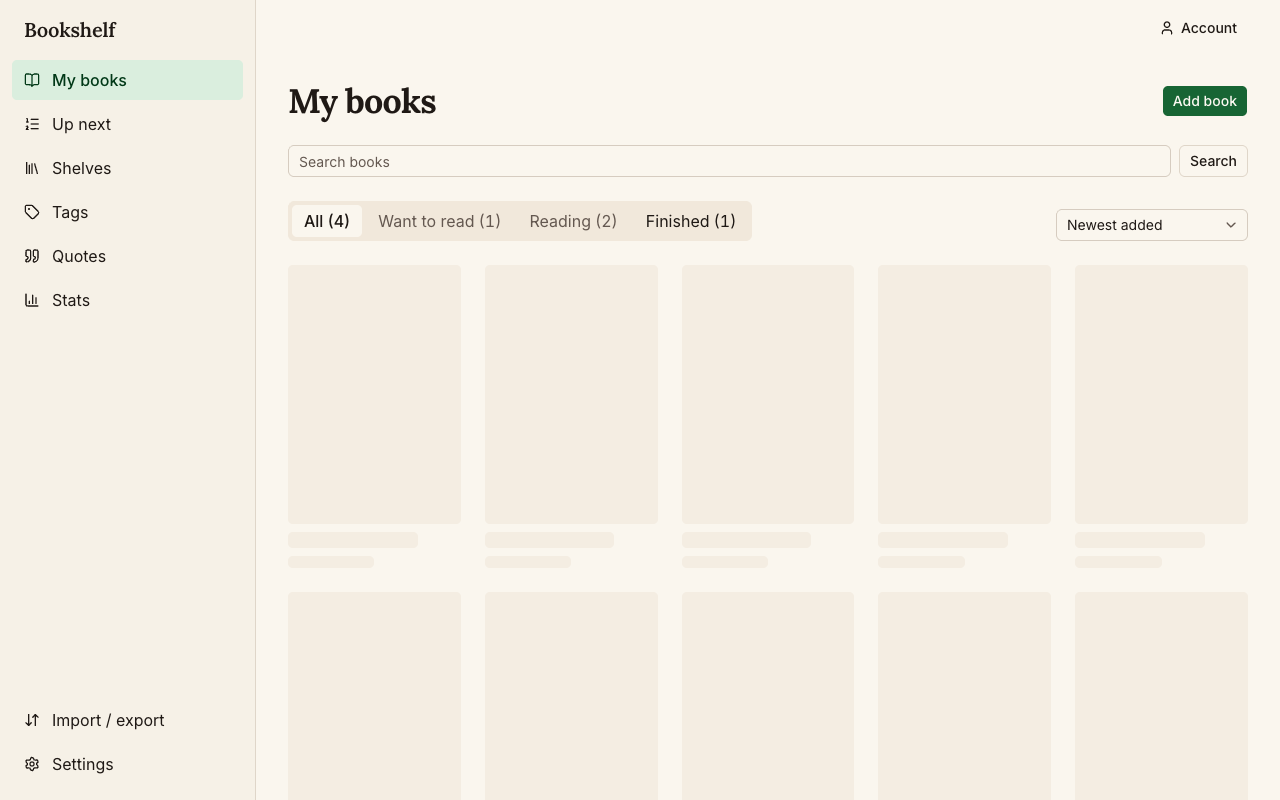 Bookshelf
My books
Up next
Shelves
Tags
Quotes
Stats
Import / export
Settings
Account
My books
Add book
Search books
Search
All (4)
Want to read (1)
Reading (2)
Finished (1)
Newest added